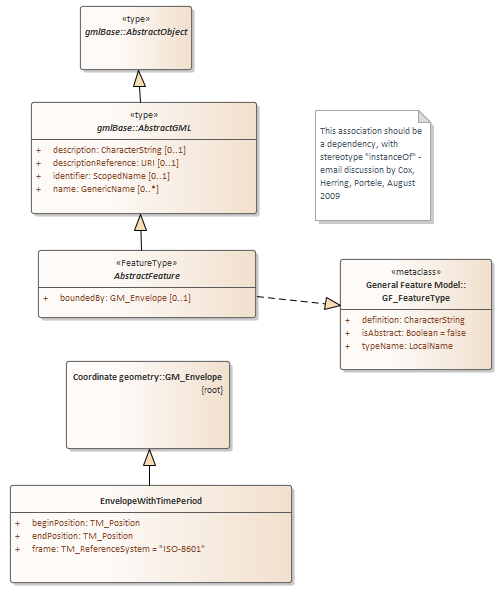 «type»
gmlBase::AbstractObject
«type»
gmlBase::AbstractGML
+ description: CharacterString [0..1]
+ descriptionReference: URI [0..1]
+ identifier: ScopedName [0..1]
+ name: GenericName [0..*]
This association should be
a dependency, with
stereotype "instanceOf" -
email discussion by Cox,
Herring, Portele, August
2009
«FeatureType»
AbstractFeature
+ boundedBy: GM_Envelope [0..1]
«metaclass»
General Feature Model::
GF_FeatureType
+ definition: CharacterString
+ isAbstract: Boolean = false
+ typeName: LocalName
Coordinate geometry::GM_Envelope
{root}
EnvelopeWithTimePeriod
+ beginPosition: TM_Position
+ endPosition: TM_Position
+ frame: TM_ReferenceSystem = "ISO-8601"